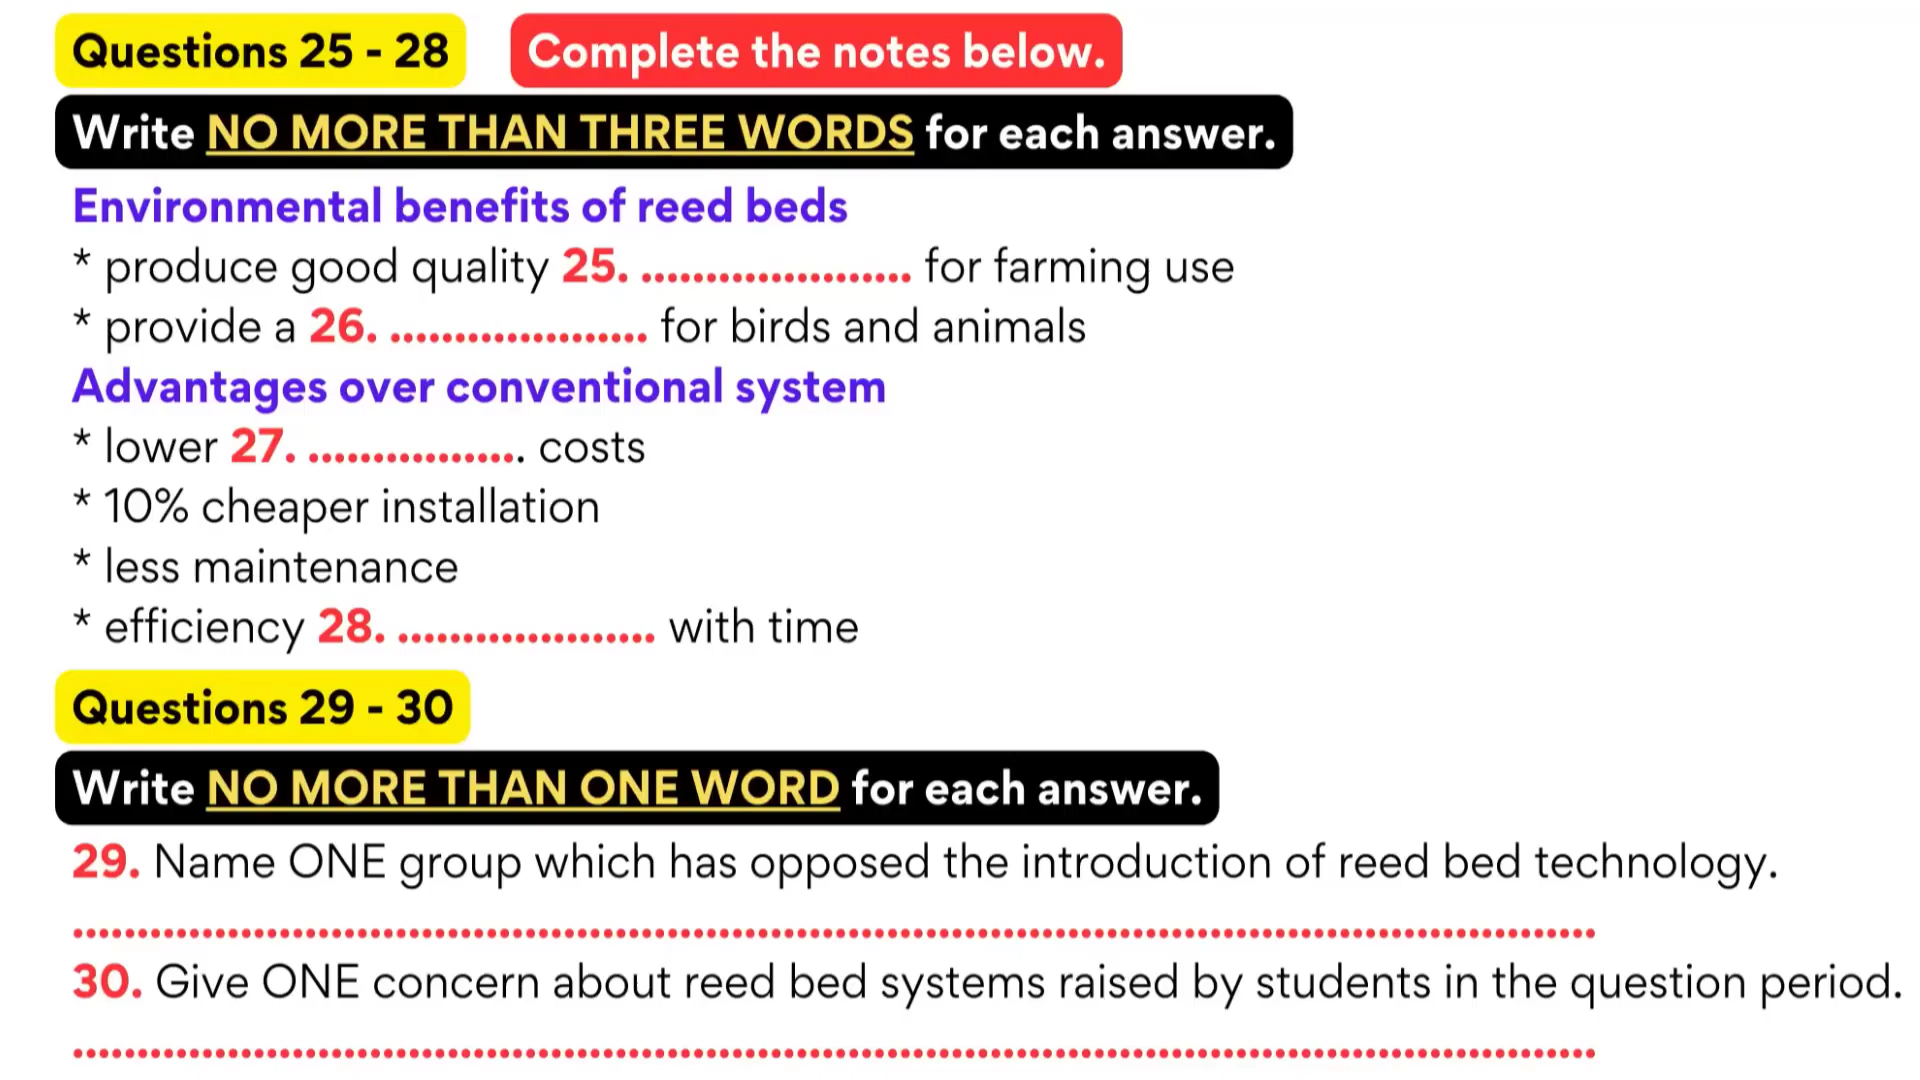 Questions 25 - 28 Complete the notes below.
Write NO MORE THAN THREE WORDS for each answer.
Environmental benefits of reed beds
* produce good quality 25. ..................... for farming use
* provide a 26. .................... for birds and animals
Advantages over conventional system
* lower 27. ................. costs
* 10% cheaper installation
* less maintenance
* efficiency 28. .................... with time
Questions 29 - 30
Write NO MORE THAN ONE WORD for each answer.
29. Name ONE group which has opposed the introduction of reed bed technology.
......................................................................................................................
30. Give ONE concern about reed bed systems raised by students in the question period.
......................................................................................................................